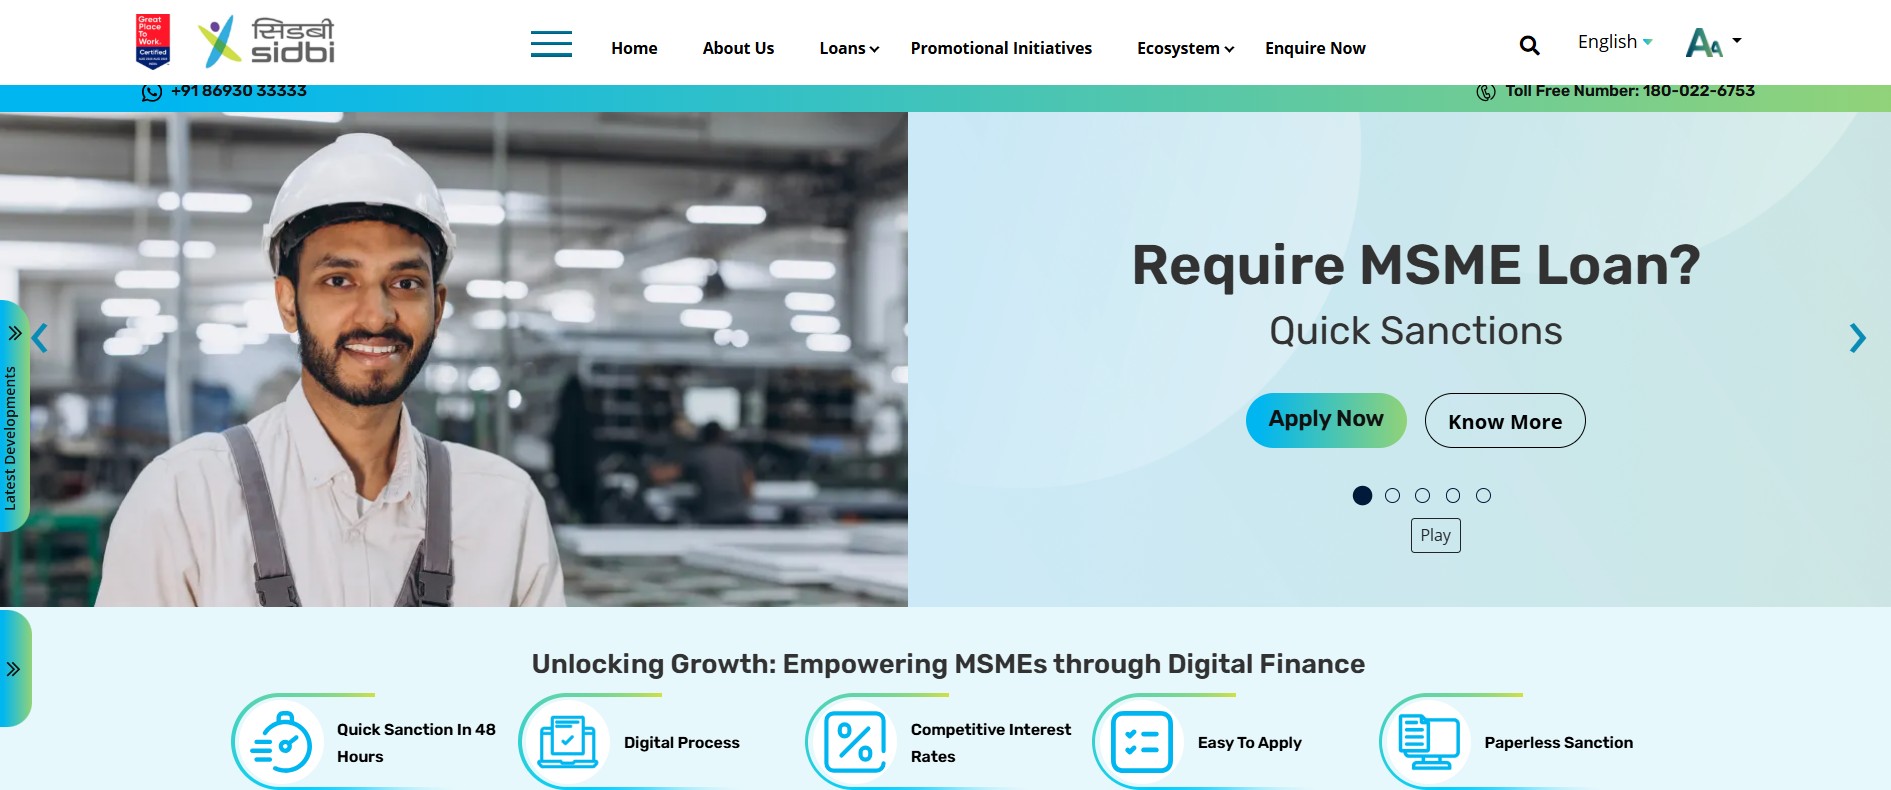 Great
Place
To
Work.
Certified
सिडबी
sidbi
Home
About Us
Loans
Promotional Initiatives
Ecosystem
Enquire Now
English
+91 86930 33333
Toll Free Number: 180-022-6753
Require MSME Loan?
Quick Sanctions
Apply Now
Know More
Play
Latest Developments
Unlocking Growth: Empowering MSMEs through Digital Finance
Quick Sanction In 48
Hours
Digital Process
Competitive Interest
Rates
Easy To Apply
Paperless Sanction